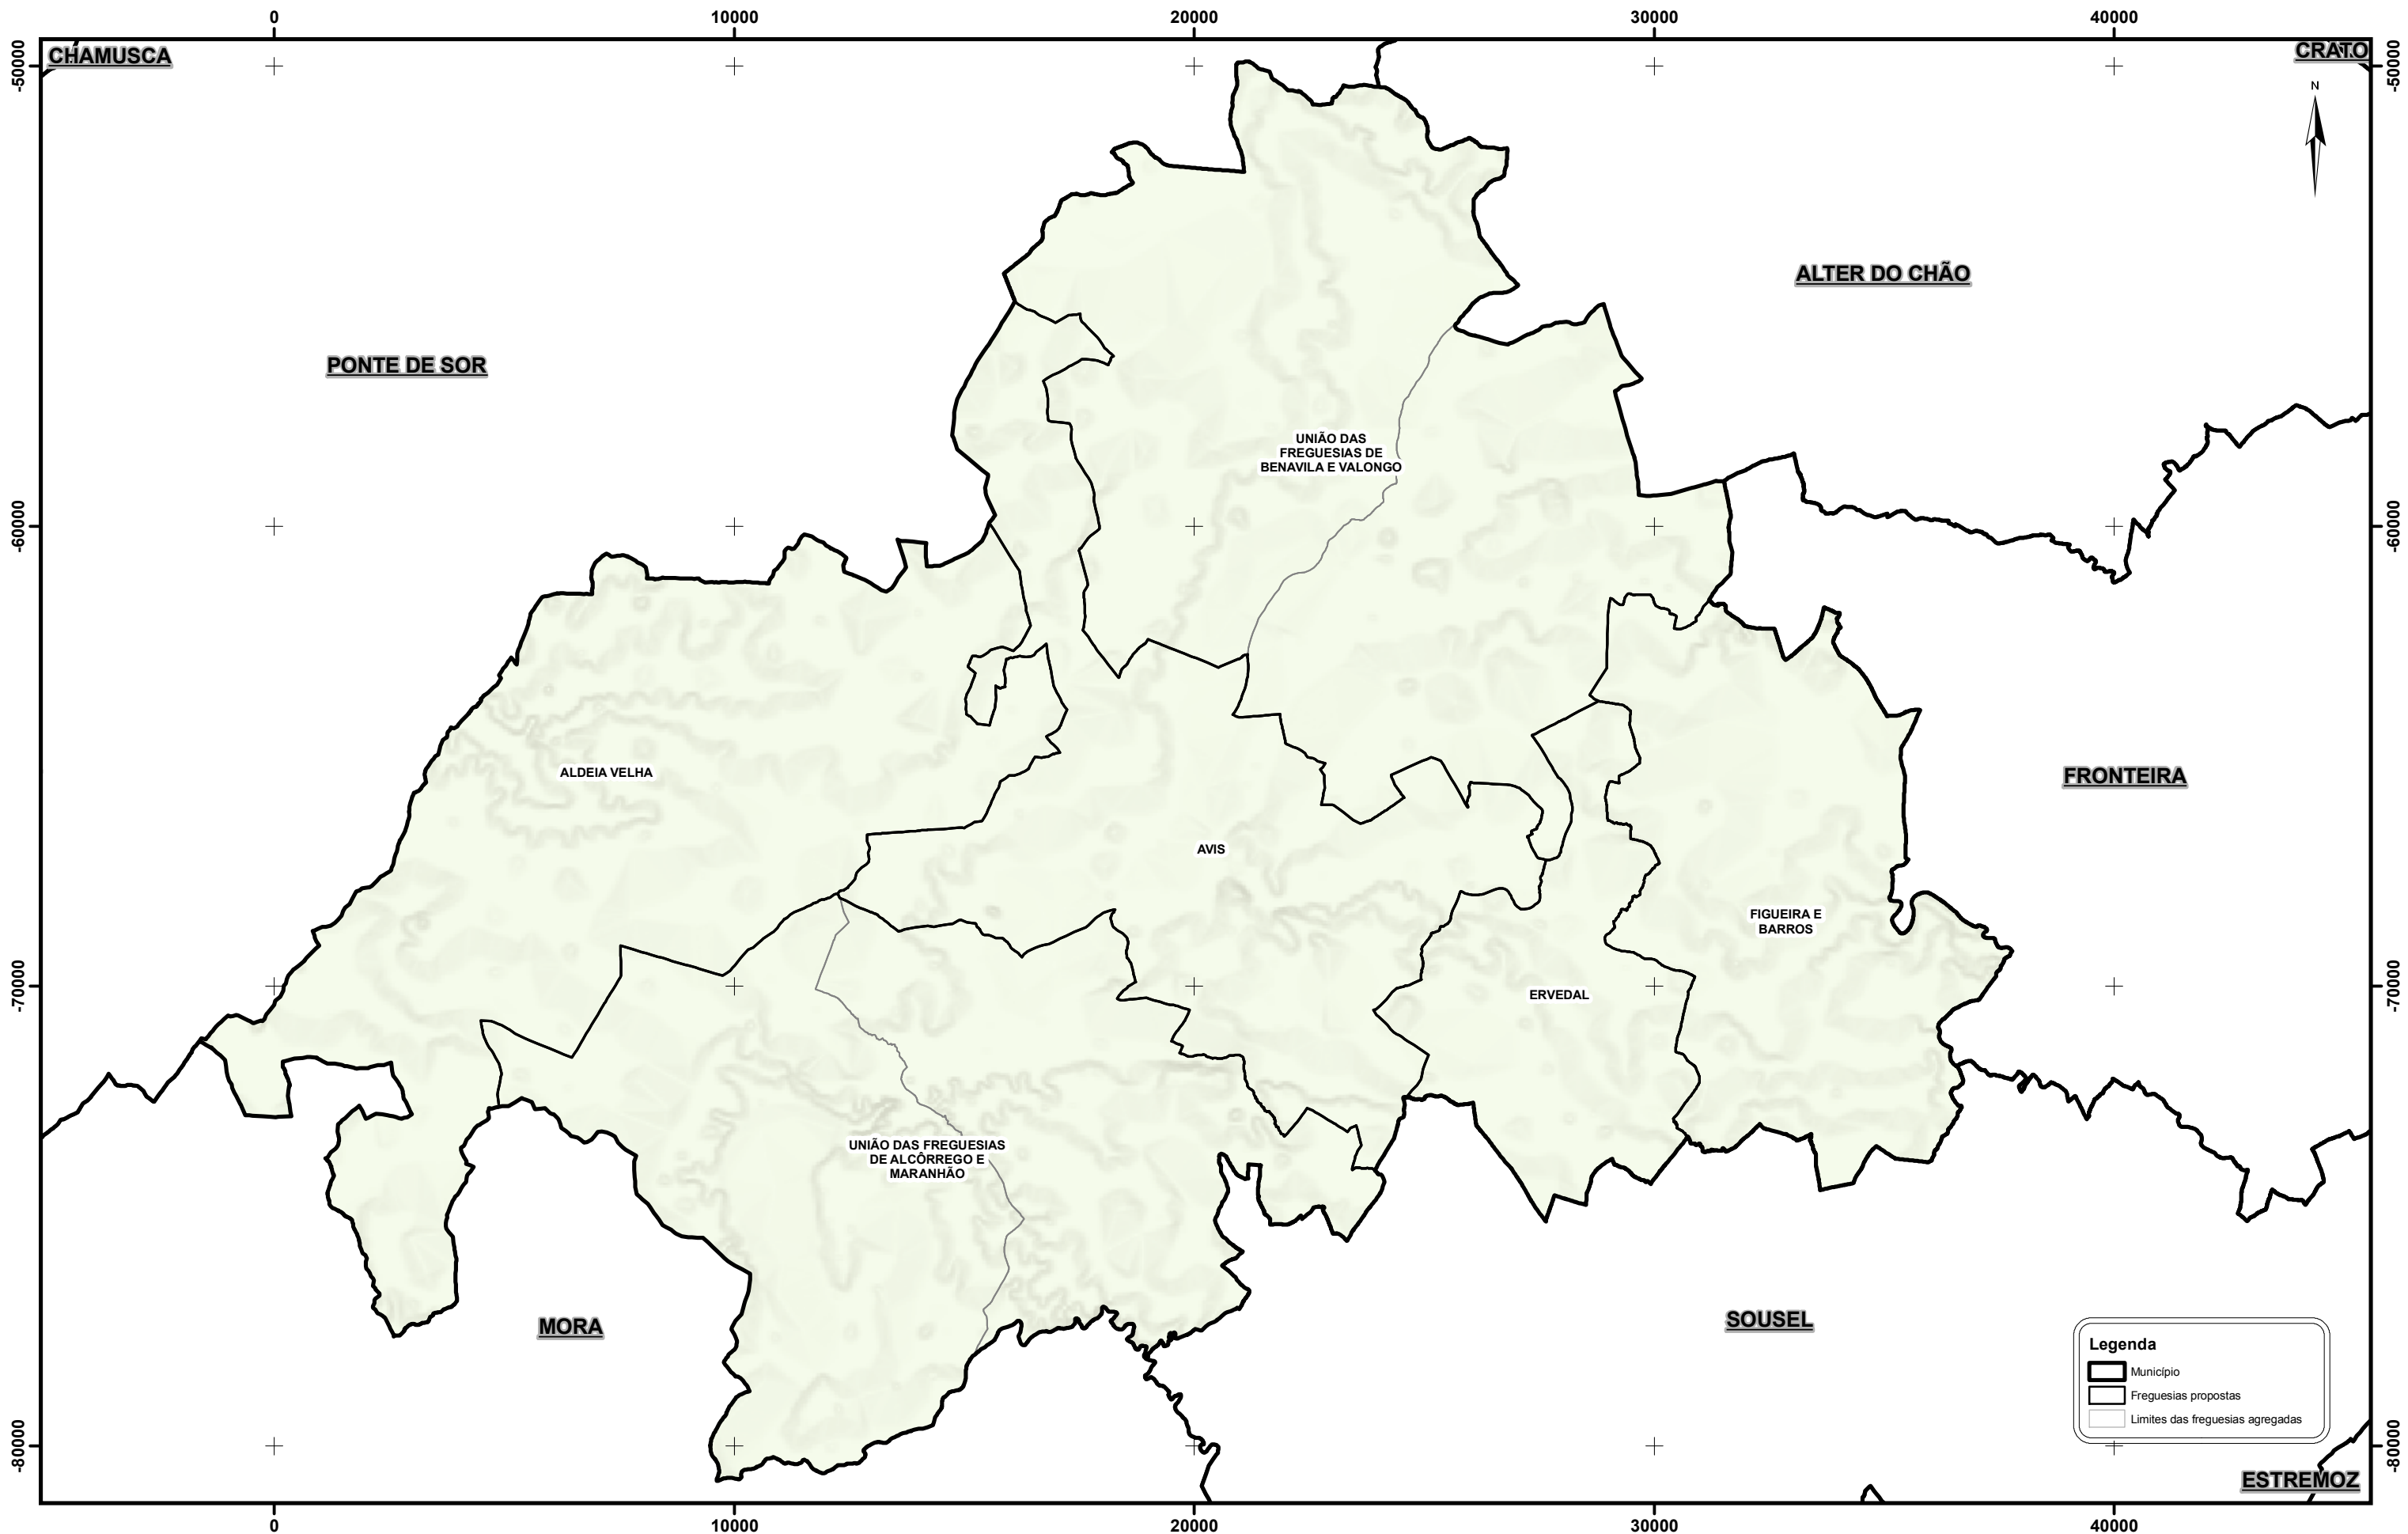 0 10000 20000 30000 40000
CHAMUSCA
CRATO
-50000
-50000
N
ALTER DO CHÃO
PONTE DE SOR
UNIÃO DAS
FREGUESIAS DE
BENAVILA E VALONGO
-60000
-60000
ALDEIA VELHA
FRONTEIRA
AVIS
FIGUEIRA E
BARROS
ERVEDAL
-70000
-70000
UNIÃO DAS FREGUESIAS
DE ALCÔRREGO E
MARANHÃO
MORA
SOUSEL
Legenda
Município
Freguesias propostas
Limites das freguesias agregadas
-80000
-80000
ESTREMOZ
0 10000 20000 30000 40000